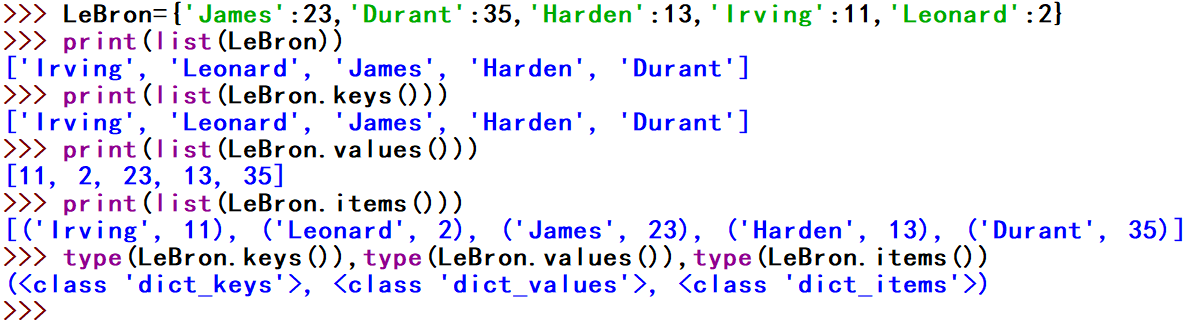 >>> LeBron={'James':23,'Durant':35,'Harden':13,'Irving':11,'Leonard':2}
>>> print(list(LeBron))
['Irving', 'Leonard', 'James', 'Harden', 'Durant']
>>> print(list(LeBron.keys()))
['Irving', 'Leonard', 'James', 'Harden', 'Durant']
>>> print(list(LeBron.values()))
[11, 2, 23, 13, 35]
>>> print(list(LeBron.items()))
[('Irving', 11), ('Leonard', 2), ('James', 23), ('Harden', 13), ('Durant', 35)]
>>> type(LeBron.keys()),type(LeBron.values()),type(LeBron.items())
(<class 'dict_keys'>, <class 'dict_values'>, <class 'dict_items'>)
>>>